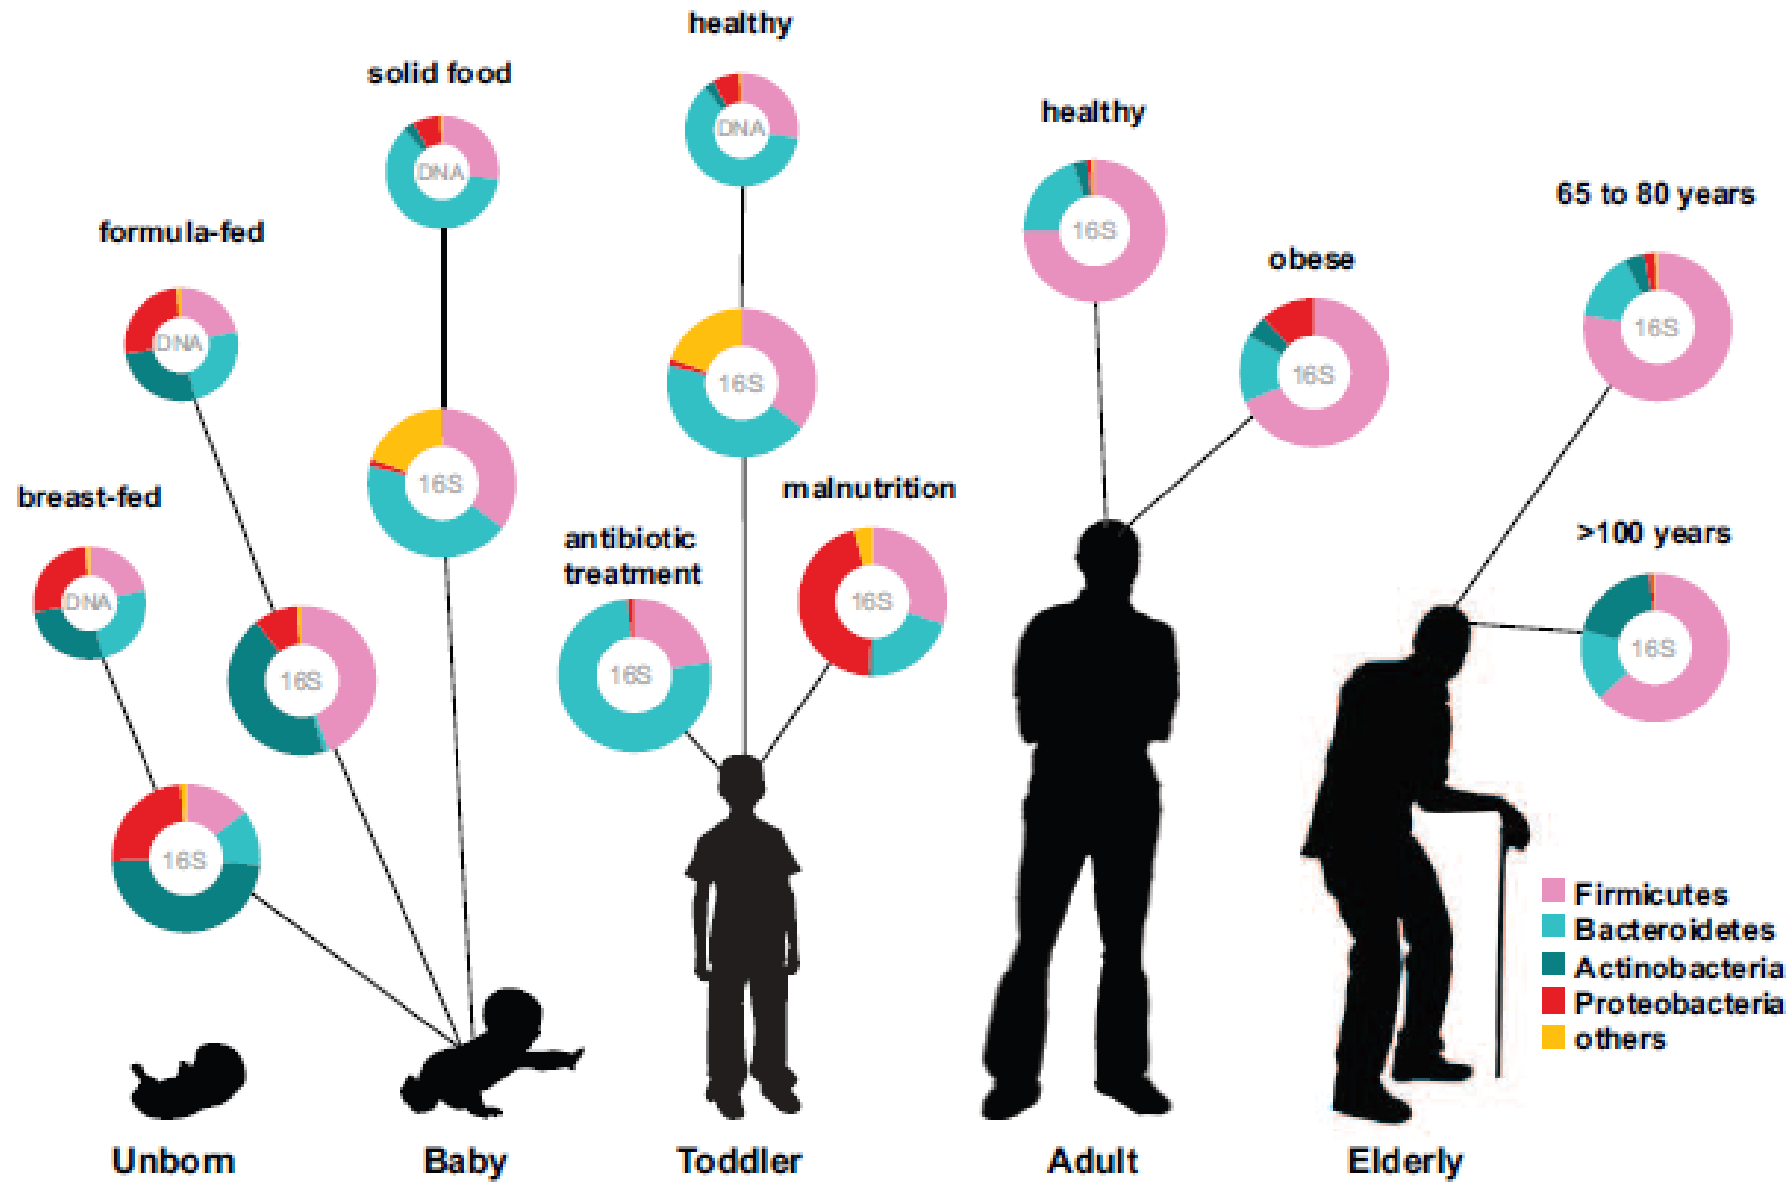 healthy
solid food
DNA
DNA
healthy
16S
65 to 80 years
formula-fed
DNA
obese
16S
16S
16S
breast-fed
16S
malnutrition
antibiotic
treatment
>100 years
DNA
16S
16S
16S
16S
16S
Firmicutes
Bacteroidetes
Actinobacteria
Proteobacteria
others
Unborn
Baby
Toddler
Adult
Elderly